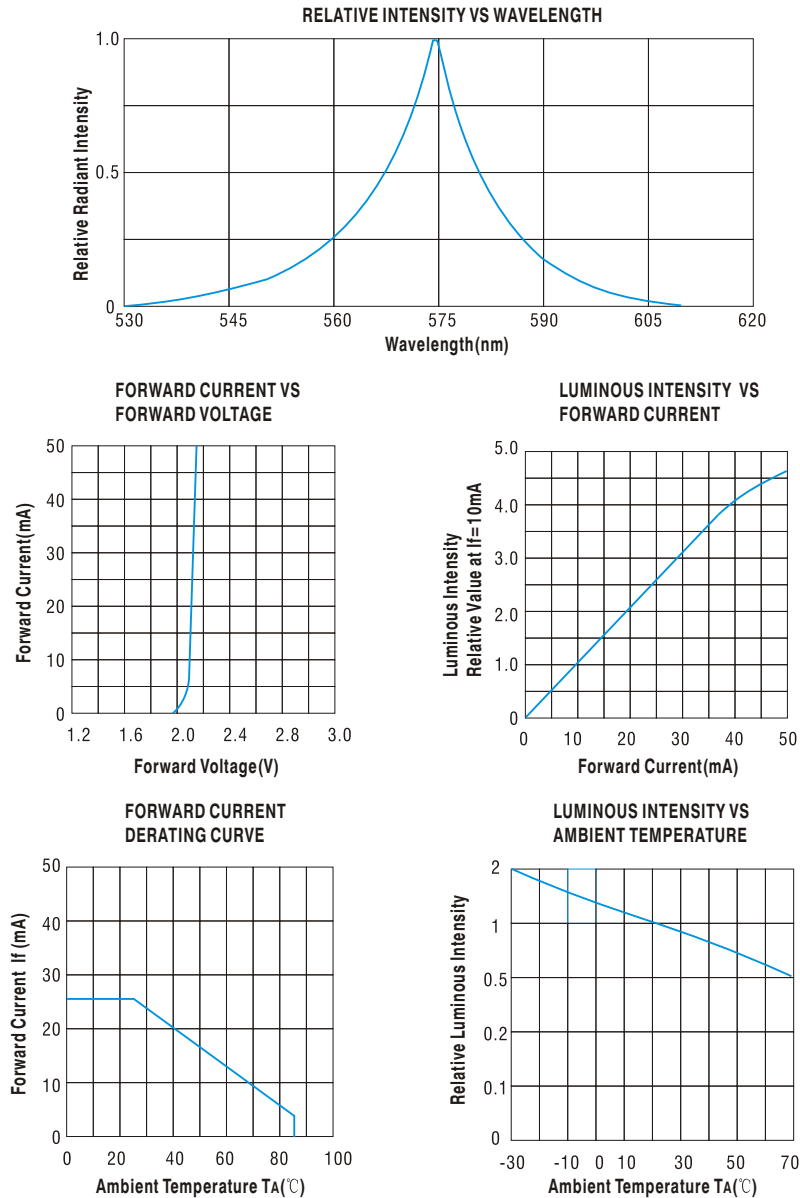 RELATIVE INTENSITY VS WAVELENGTH
Relative Radiant Intensity
1.0
0.5
0
530 545 560 575 590 605 620
Wavelength(nm)
FORWARD CURRENT VS
FORWARD VOLTAGE
Forward Current(mA)
50
40
30
20
10
0
1.2 1.6 2.0 2.4 2.8 3.0
Forward Voltage(V)
LUMINOUS INTENSITY VS
FORWARD CURRENT
Luminous Intensity
Relative Value at If=10mA
5.0
4.0
3.0
2.0
1.0
0
0 10 20 30 40 50
Forward Current(mA)
FORWARD CURRENT
DERATING CURVE
Forward Current If (mA)
50
40
30
20
10
0
0 20 40 60 80 100
Ambient Temperature TA(℃)
LUMINOUS INTENSITY VS
AMBIENT TEMPERATURE
Relative Luminous Intensity
2
1
0.5
0.2
0.1
0
-30 -10 0 10 30 50 70
Ambient Temperature TA(℃)